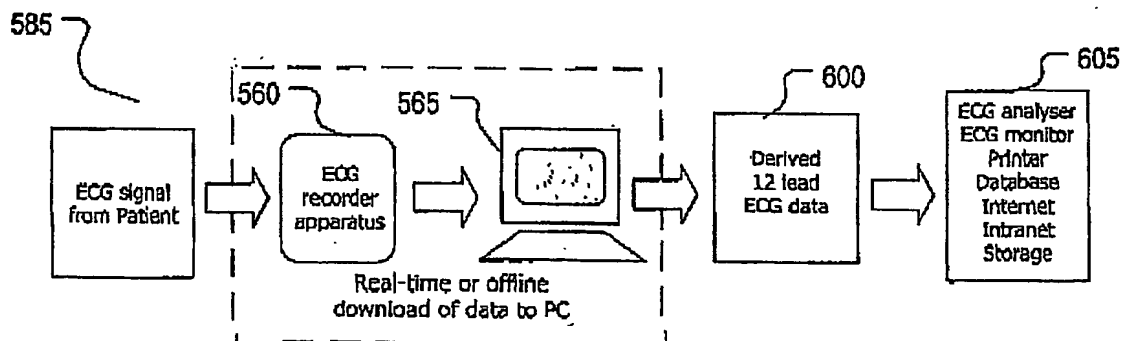 585
560
565
600
605
ECG signal
from Patient
ECG
recorder
apparatus
Real-time or offline
download of data to PC
Derived
12 lead
ECG data
ECG analyser
ECG monitor
Printer
Database
Internet
Intranet
Storage